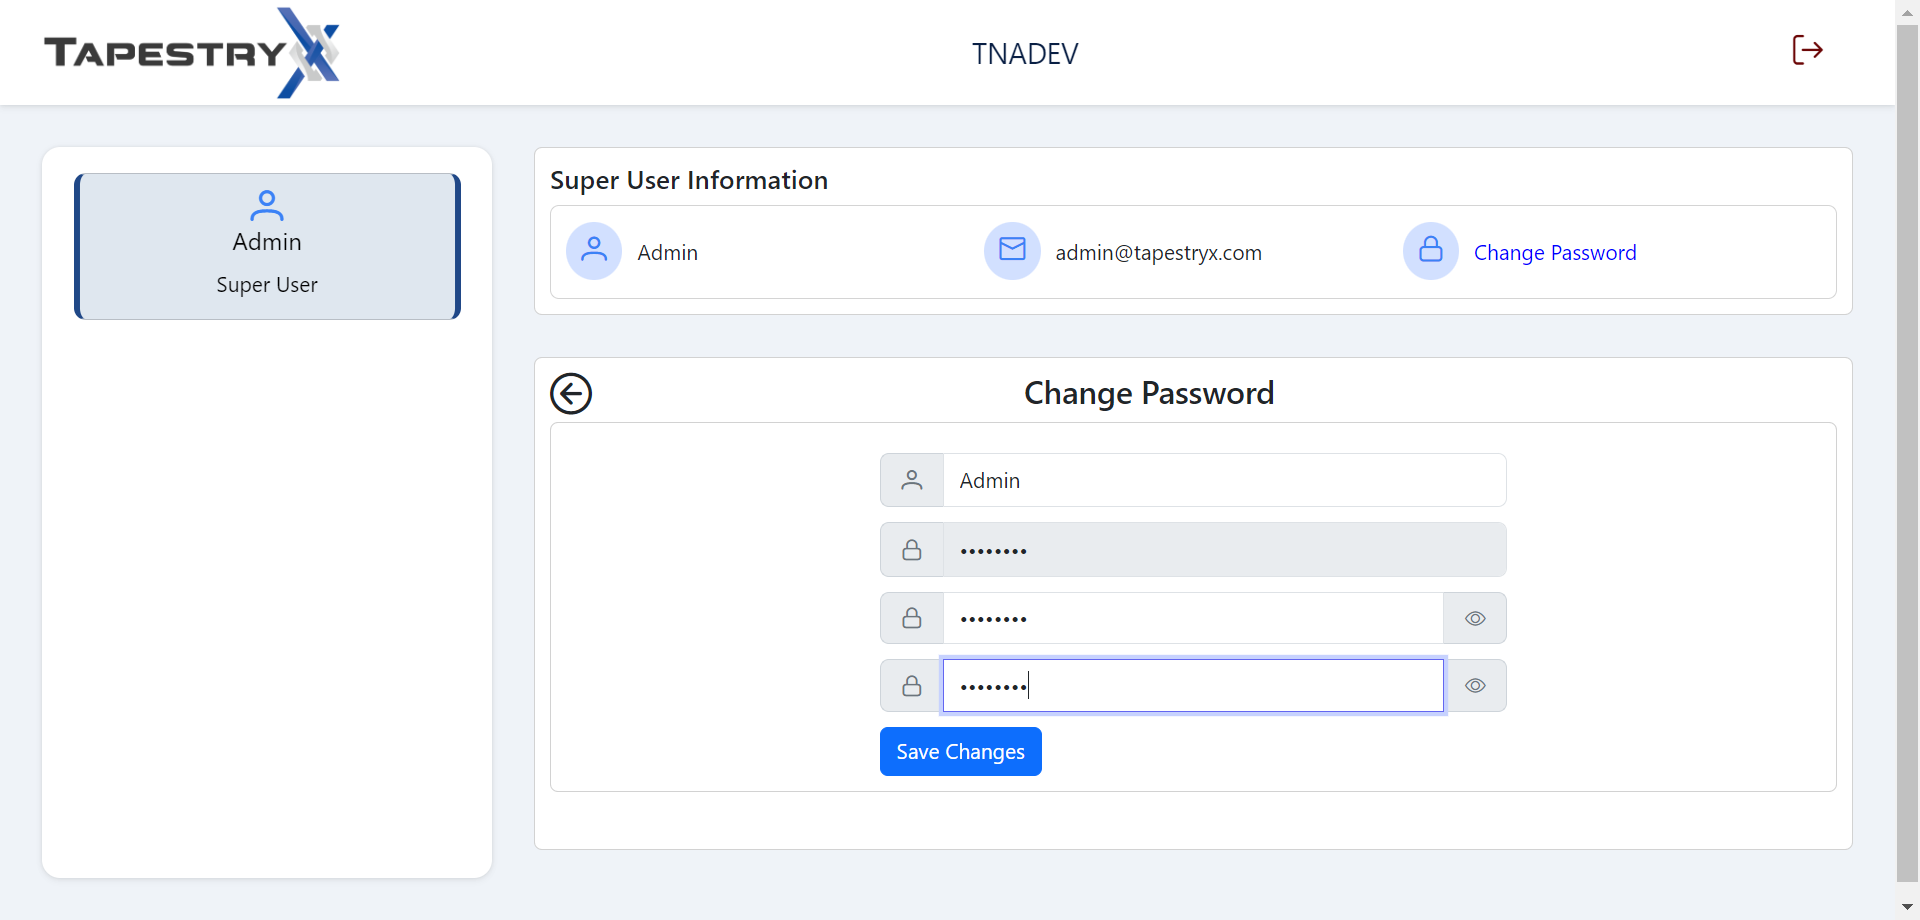 TAPESTRYX
TNADEV
Admin
Super User
Super User Information
Admin
admin@tapestryx.com
Change Password
Change Password
Admin
••••••••
••••••••
••••••••
Save Changes